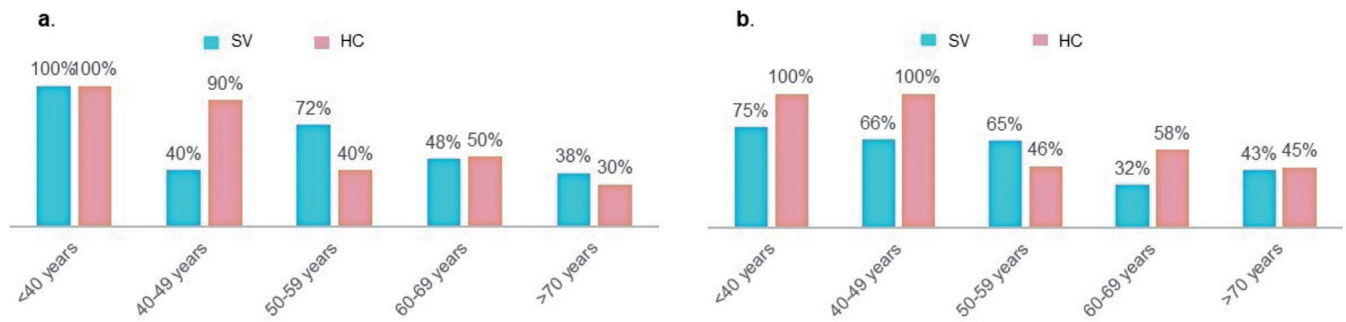 a.
SV HC
100% 100%
40% 90%
72% 40%
48% 50%
38% 30%
<40 years
40-49 years
50-59 years
60-69 years
>70 years
b.
SV HC
75% 100%
66% 100%
65% 46%
32% 58%
43% 45%
<40 years
40-49 years
50-59 years
60-69 years
>70 years